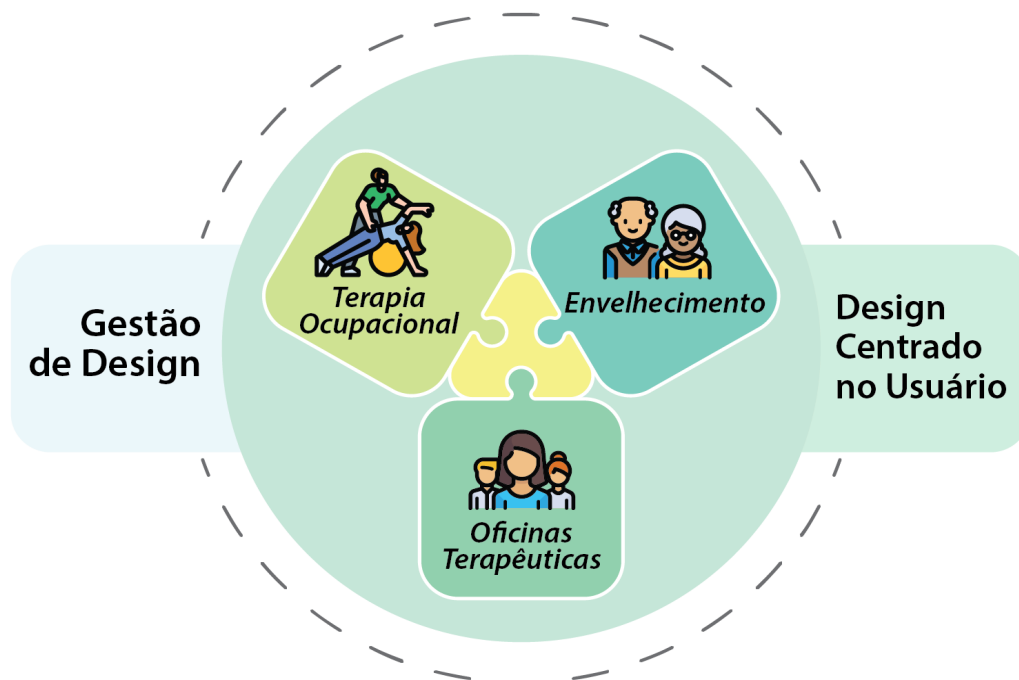 Gestão
de Design
Terapia
Ocupacional
Envelhecimento
Oficinas
Terapêuticas
Design
Centrado
no Usuário